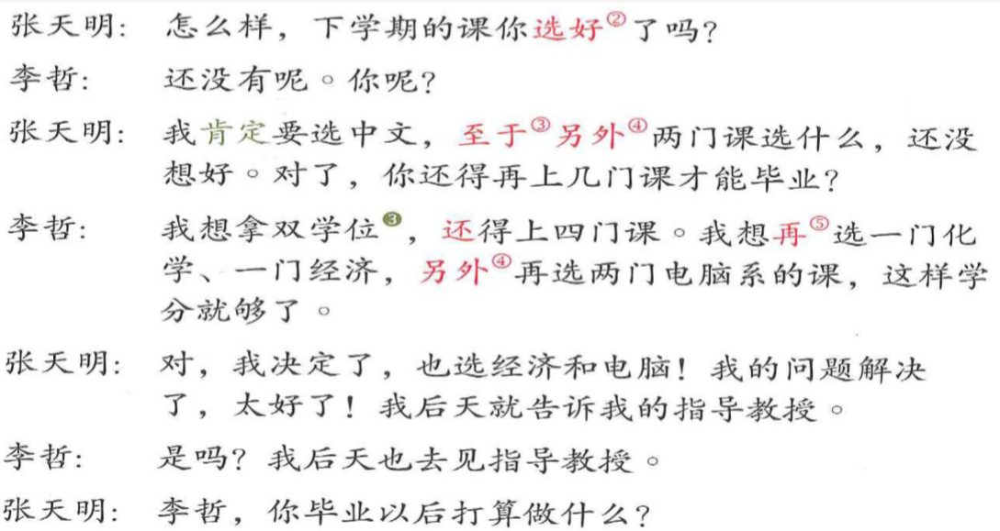 张天明: 怎么样，下学期的课你选好②了吗?
李哲: 还没有呢。你呢?
张天明: 我肯定要选中文，至于③另外④两门课选什么，还没
想好。对了，你还得再上几门课才能毕业?
李哲: 我想拿双学位❸，还得上四门课。我想再⑤选一门化
学、一门经济，另外④再选两门电脑系的课，这样学
分就够了。
张天明: 对，我决定了，也选经济和电脑! 我的问题解决
了，太好了! 我后天就告诉我的指导教授。
李哲: 是吗? 我后天也去见指导教授。
张天明: 李哲，你毕业以后打算做什么?